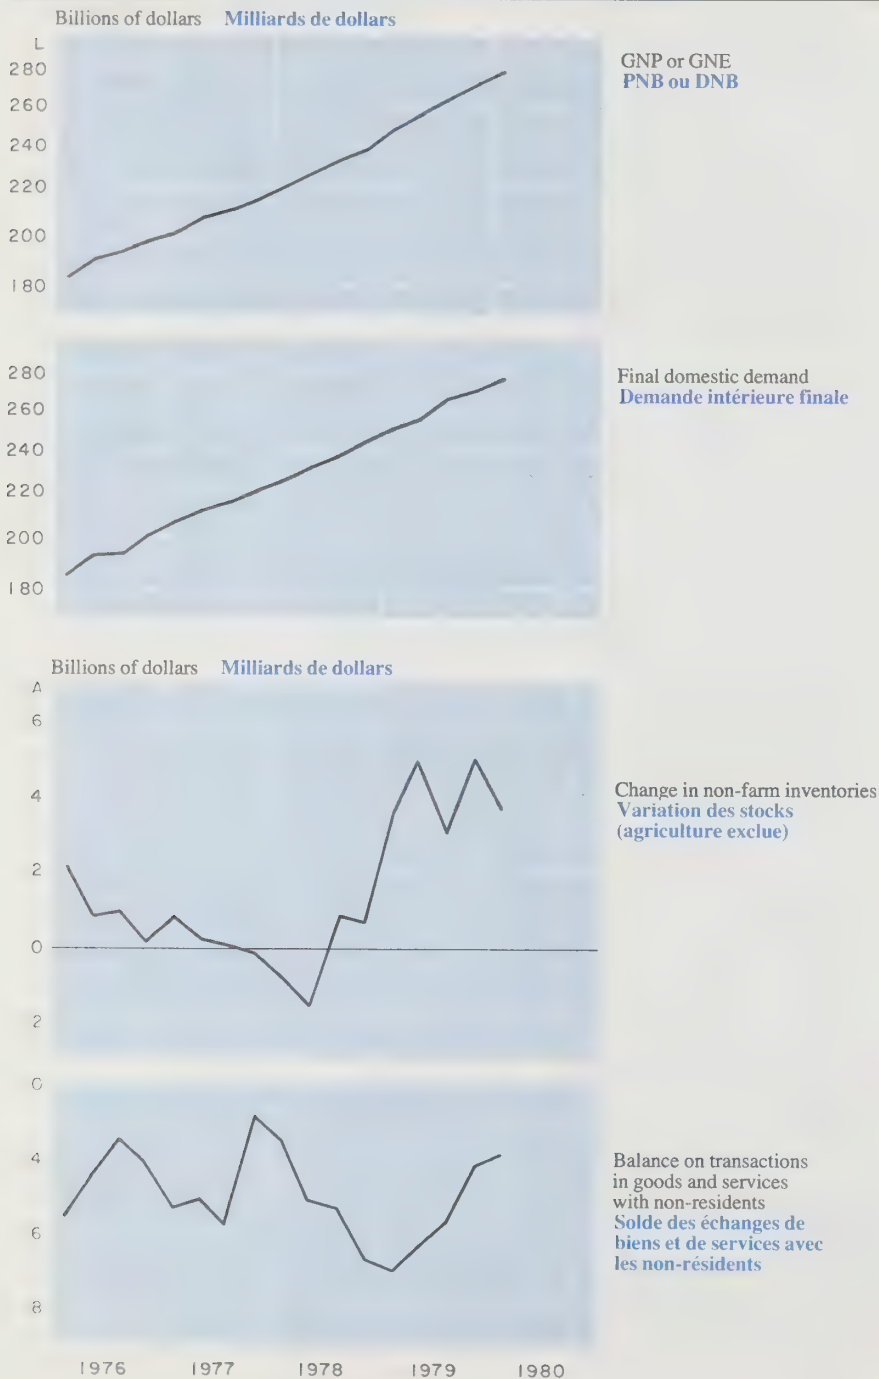 Billions of dollars Milliards de dollars
L
280
260
240
220
200
180
GNP or GNE
PNB ou DNB
280
260
240
220
200
180
Final domestic demand
Demande intérieure finale
Billions of dollars Milliards de dollars
A
6
4
2
0
2
Change in non-farm inventories
Variation des stocks
(agriculture exclue)
0
4
6
8
Balance on transactions
in goods and services
with non-residents
Solde des échanges de
biens et de services avec
les non-résidents
1976 1977 1978 1979 1980